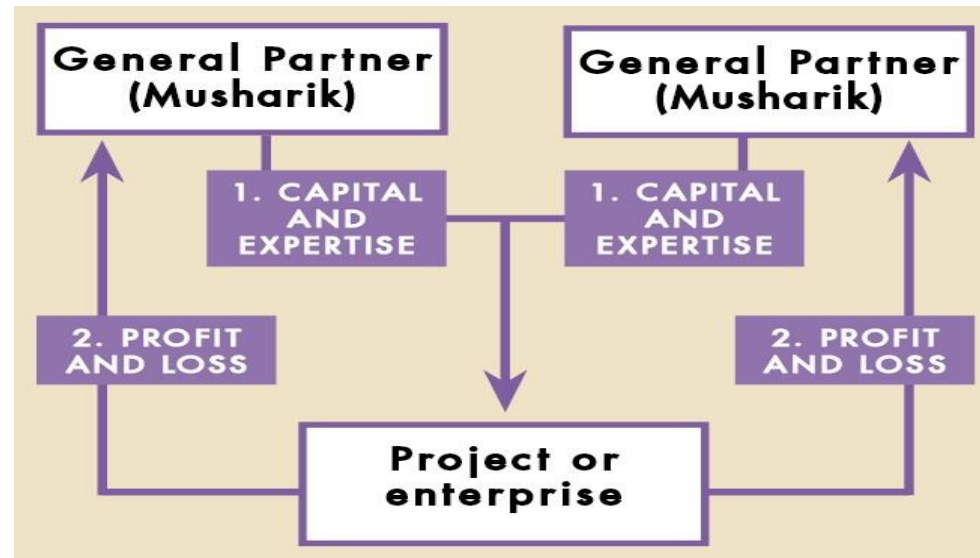 General Partner
(Musharik)
General Partner
(Musharik)
1. CAPITAL
AND
EXPERTISE
1. CAPITAL
AND
EXPERTISE
2. PROFIT
AND LOSS
2. PROFIT
AND LOSS
Project or
enterprise